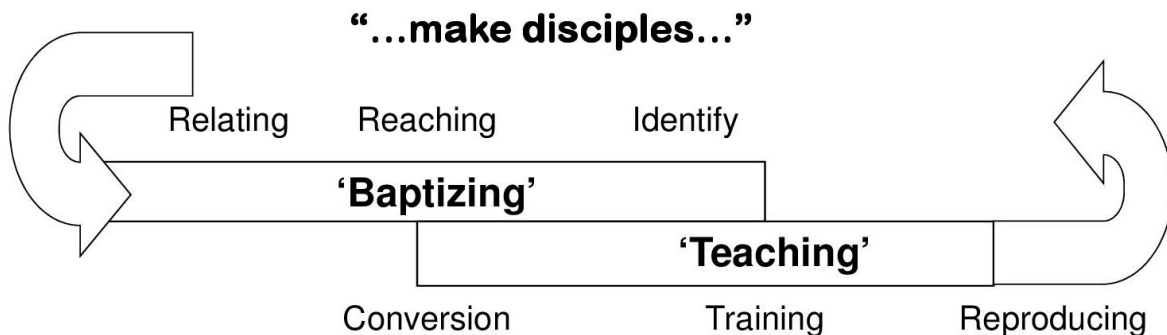 “...make disciples...”
Relating Reaching Identify
‘Baptizing’
‘Teaching’
Conversion Training Reproducing